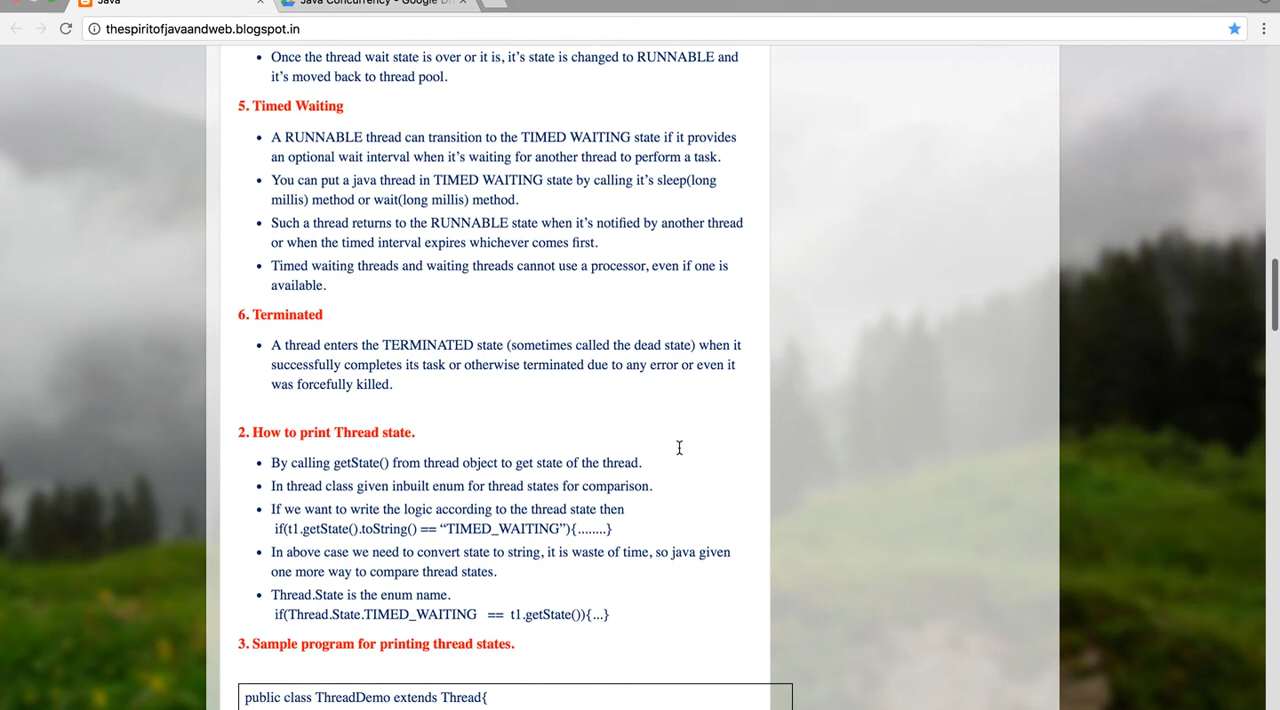 Java
Java Concurrency - Google Dr
thespiritofjavaandweb.blogspot.in
• Once the thread wait state is over or it is, it’s state is changed to RUNNABLE and
it’s moved back to thread pool.
5. Timed Waiting
• A RUNNABLE thread can transition to the TIMED WAITING state if it provides
an optional wait interval when it’s waiting for another thread to perform a task.
• You can put a java thread in TIMED WAITING state by calling it’s sleep(long
millis) method or wait(long millis) method.
• Such a thread returns to the RUNNABLE state when it’s notified by another thread
or when the timed interval expires whichever comes first.
• Timed waiting threads and waiting threads cannot use a processor, even if one is
available.
6. Terminated
• A thread enters the TERMINATED state (sometimes called the dead state) when it
successfully completes its task or otherwise terminated due to any error or even it
was forcefully killed.
2. How to print Thread state.
• By calling getState() from thread object to get state of the thread.
• In thread class given inbuilt enum for thread states for comparison.
• If we want to write the logic according to the thread state then
if(t1.getState().toString() == “TIMED_WAITING”){........}
• In above case we need to convert state to string, it is waste of time, so java given
one more way to compare thread states.
• Thread.State is the enum name.
if(Thread.State.TIMED_WAITING == t1.getState()){...}
3. Sample program for printing thread states.
public class ThreadDemo extends Thread{